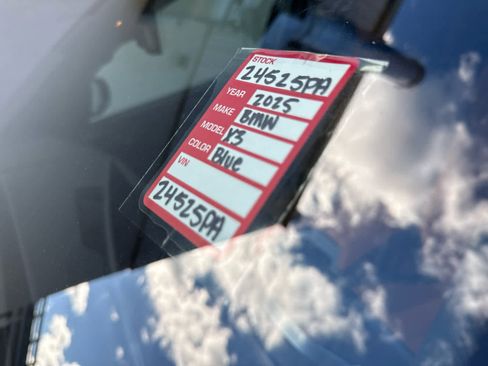 STOCK
24525PA
YEAR 2025
MAKE BMW
MODEL X3
COLOR Blue
VIN
24525PA